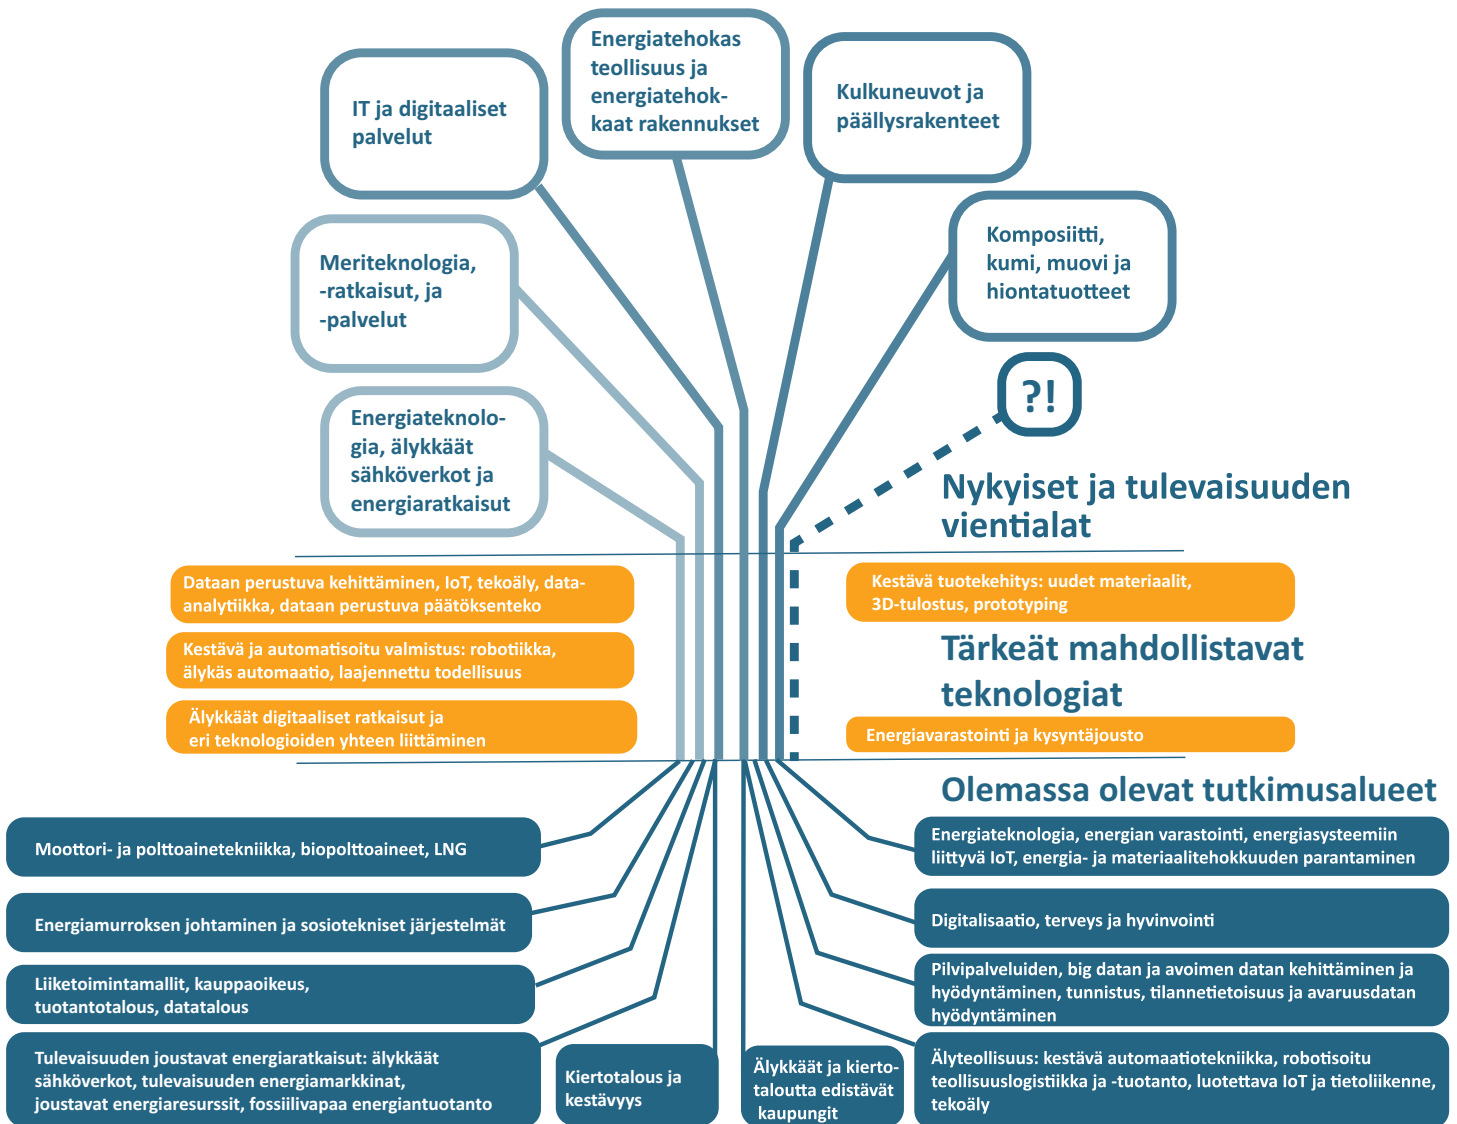 Energiatehokas
teollisuus ja
energiatehok-
kaat rakennukset
IT ja digitaaliset
palvelut
Kulkuneuvot ja
päällysrakenteet
Meriteknologia,
-ratkaisut, ja
-palvelut
Komposiitti,
kumi, muovi ja
hiontatuotteet
?!
Energiateknolo-
gia, älykkäät
sähköverkot ja
energiaratkaisut
Nykyiset ja tulevaisuuden
vientialat
Dataan perustuva kehittäminen, IoT, tekoäly, data-
analytiikka, dataan perustuva päätöksenteko
Kestävä ja automatisoitu valmistus: robotiikka,
älykäs automaatio, laajennettu todellisuus
Älykkäät digitaaliset ratkaisut ja
eri teknologioiden yhteen liittäminen
Kestävä tuotekehitys: uudet materiaalit,
3D-tulostus, prototyping
Tärkeät mahdollistavat
teknologiat
Energiavarastointi ja kysyntäjousto
Olemassa olevat tutkimusalueet
Moottori- ja polttoainetekniikka, biopolttoaineet, LNG
Energiamurroksen johtaminen ja sosiotekniset järjestelmät
Liiketoimintamallit, kauppaoikeus,
tuotantotalous, datatalous
Tulevaisuuden joustavat energiaratkaisut: älykkäät
sähköverkot, tulevaisuuden energiamarkkinat,
joustavat energiaresurssit, fossiilivapaa energiantuotanto
Kiertotalous ja
kestävyys
Älykkäät ja kierto-
taloutta edistävät
kaupungit
Energiateknologia, energian varastointi, energiasysteemiin
liittyvä IoT, energia- ja materiaalitehokkuuden parantaminen
Digitalisaatio, terveys ja hyvinvointi
Pilvipalveluiden, big datan ja avoimen datan kehittäminen ja
hyödyntäminen, tunnistus, tilannetietoisuus ja avaruusdatan
hyödyntäminen
Älyteollisuus: kestävä automaatiotekniikka, robotisoitu
teollisuuslogistiikka ja -tuotanto, luotettava IoT ja tietoliikenne,
tekoäly